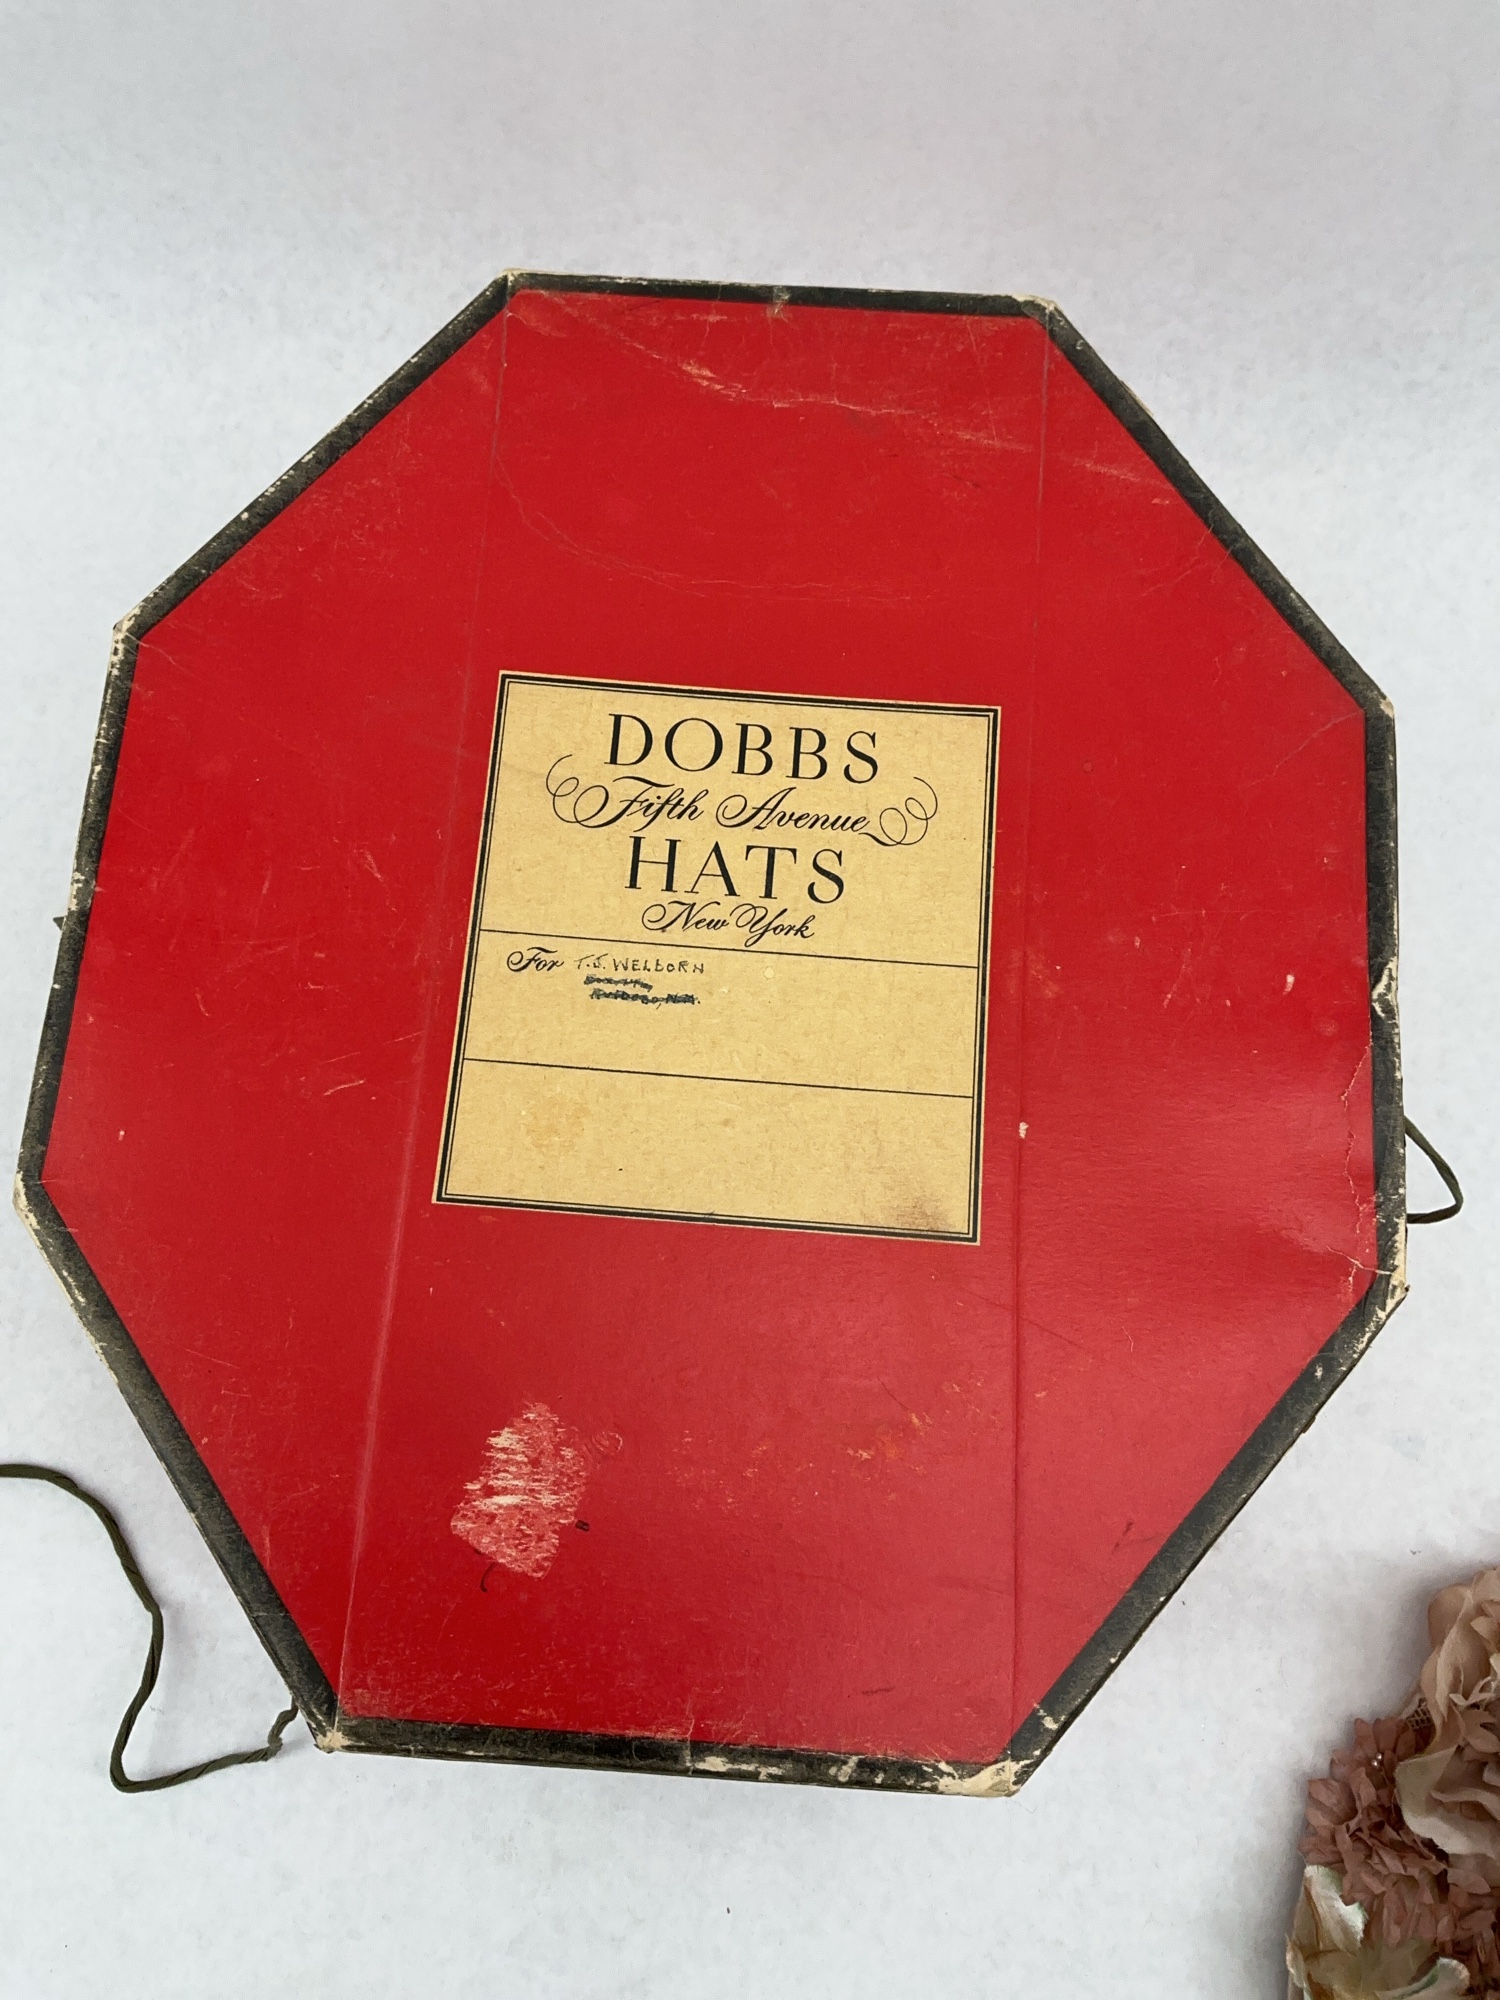 DOBBS
Fifth Avenue
HATS
New York
For T.J. WELBORN
N.M.